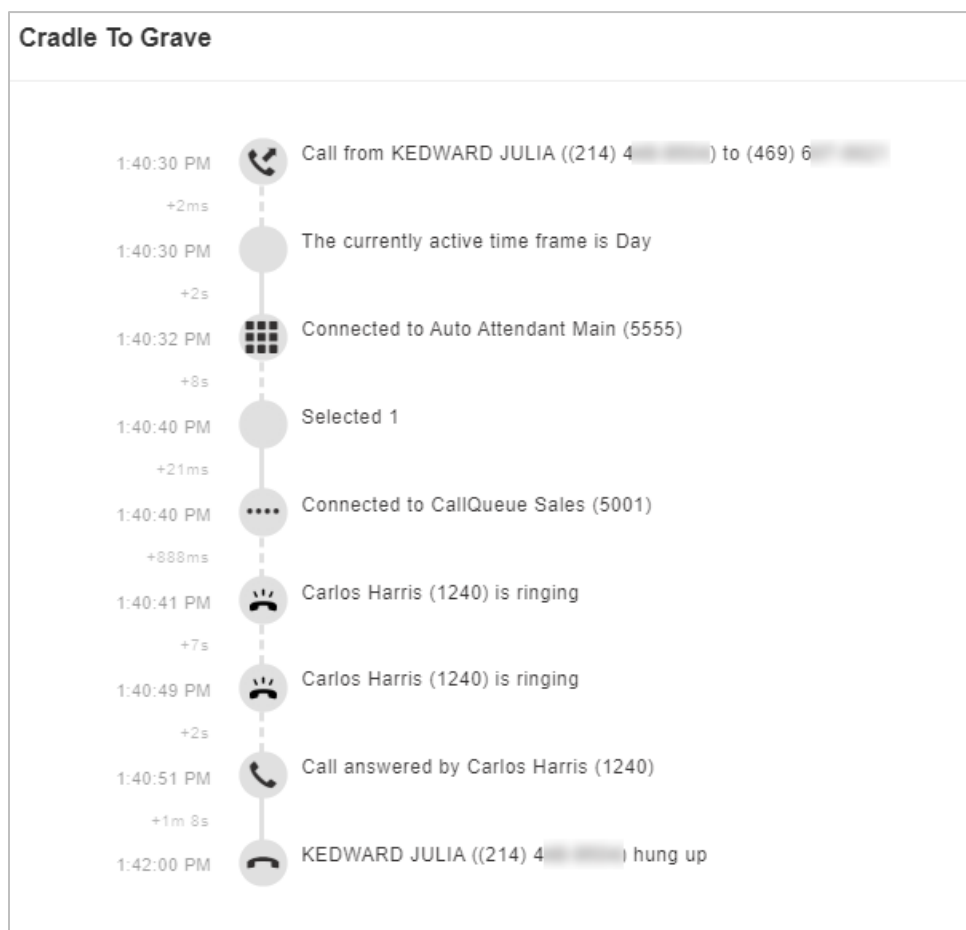 Cradle To Grave
1:40:30 PM Call from KEDWARD JULIA ((214) 4 ) to (469) 6
+2ms
1:40:30 PM The currently active time frame is Day
+2s
1:40:32 PM Connected to Auto Attendant Main (5555)
+8s
1:40:40 PM Selected 1
+21ms
1:40:40 PM Connected to CallQueue Sales (5001)
+888ms
1:40:41 PM Carlos Harris (1240) is ringing
+7s
1:40:49 PM Carlos Harris (1240) is ringing
+2s
1:40:51 PM Call answered by Carlos Harris (1240)
+1m 8s
1:42:00 PM KEDWARD JULIA ((214) 4 ) hung up